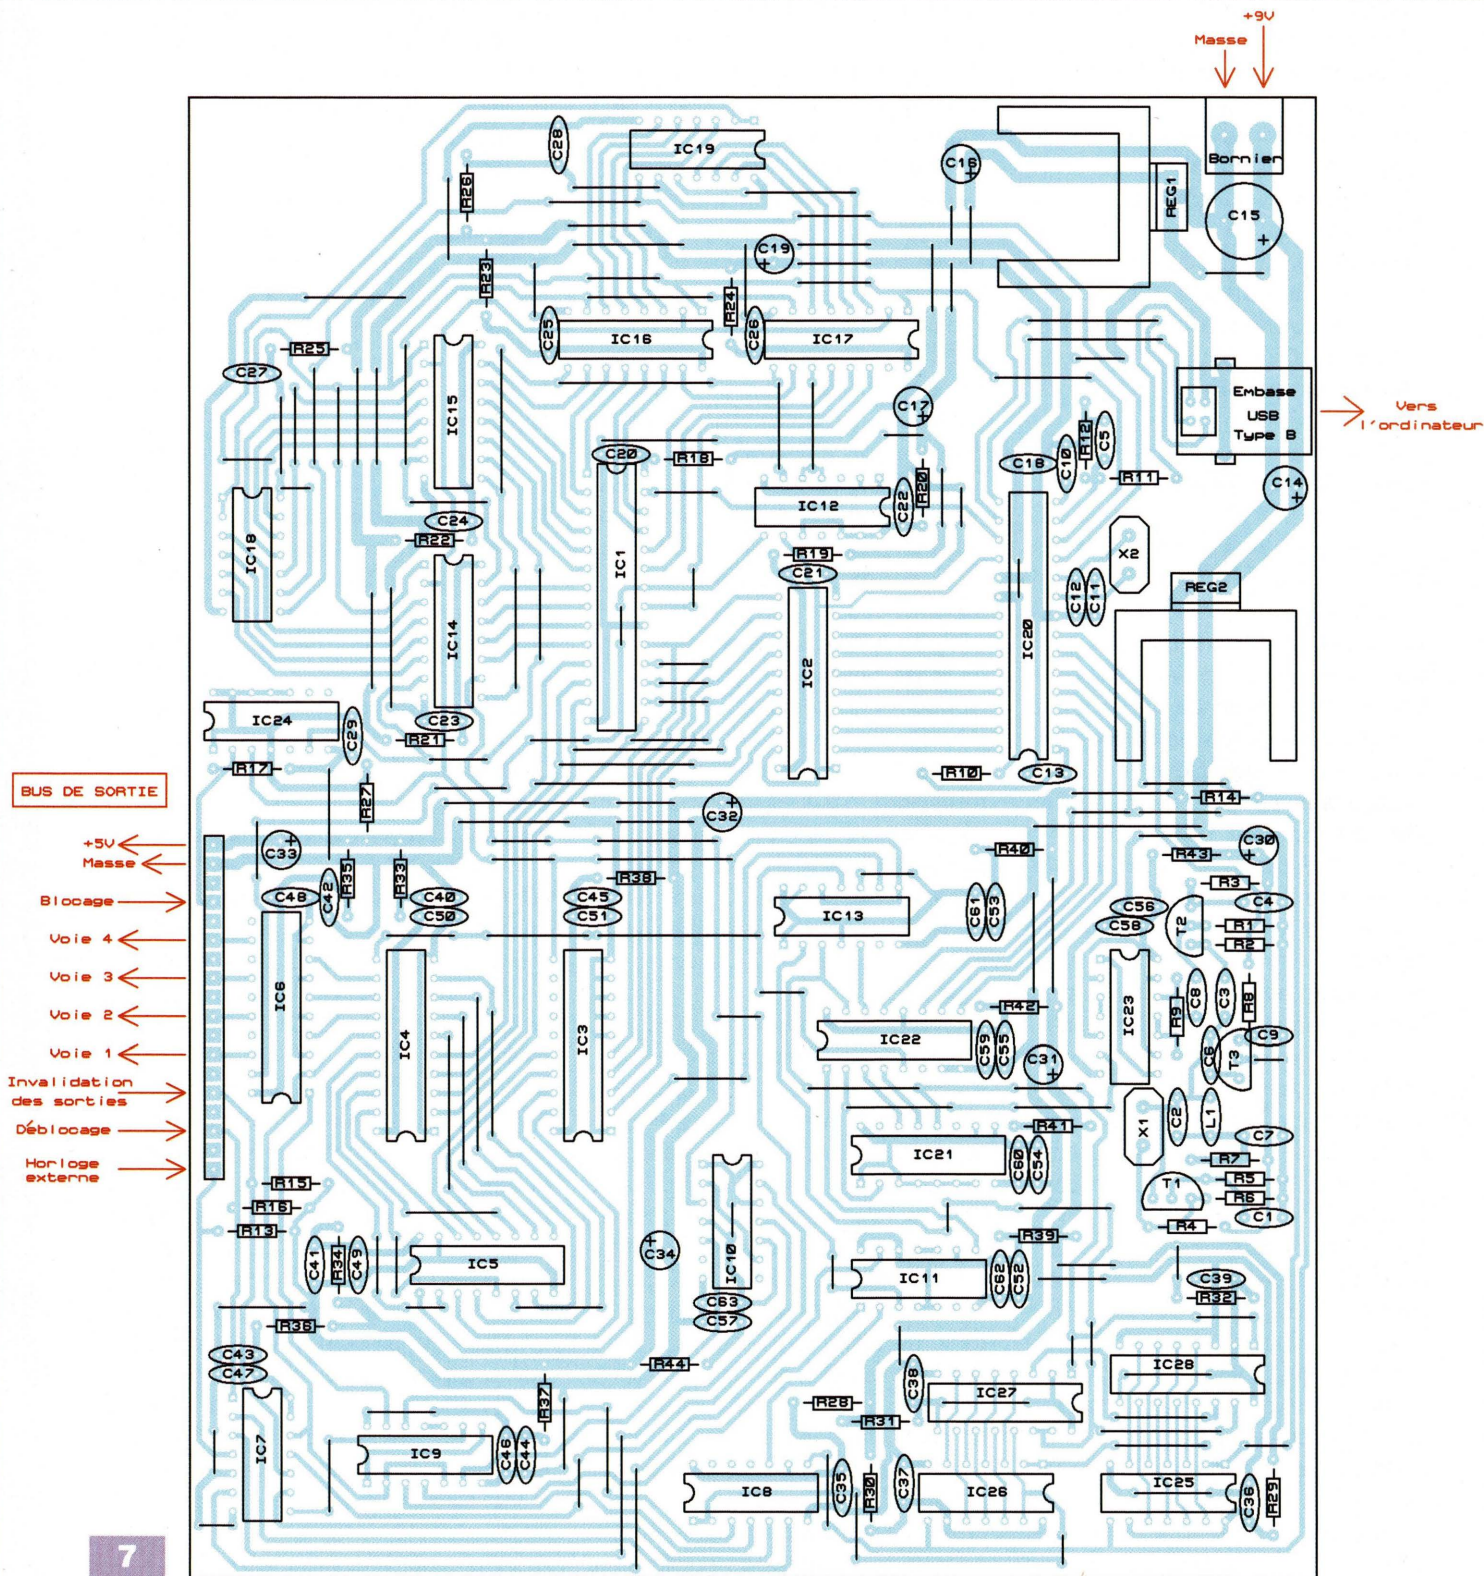 +9V
Masse
C28
IC19
C16
Bornier
R26
REG1
C15
C19
R23
R24
C25
IC16
C26
IC17
R25
C27
Embase
USB
Type B
Vers
l'ordinateur
IC15
C17
R12
C5
C20
R18
C18
C10
R11
R20
C14
IC12
C22
C24
IC18
R22
R19
X2
IC1
C21
REG2
C12
C11
IC14
IC20
IC2
IC24
C29
C23
R21
R17
R10
C13
BUS DE SORTIE
R27
R14
C32
+5V
Masse
C33
R35
R33
R40
R43
C30
R38
R3
Blocage
C48
C42
C40
C50
C45
C51
IC13
C61
C53
C56
C58
T2
C4
R1
R2
Voie 4
Voie 3
IC6
C8
C3
R8
R42
R9
IC23
Voie 2
IC4
IC3
IC22
C59
C55
C9
Voie 1
C31
C6
T3
Invalidation
des sorties
Déblocage
X1
C2
L1
R41
C7
IC21
C60
C54
R7
Horloge
externe
R15
T1
R5
R6
R16
C1
R13
R4
R39
C41
R34
C49
IC5
C34
IC10
IC11
C62
C52
C39
R32
C63
C57
R36
C43
C47
R44
C38
IC28
R37
IC27
R28
R31
IC7
IC9
C46
C44
IC8
C35
R30
C37
IC26
IC25
C36
R29
7